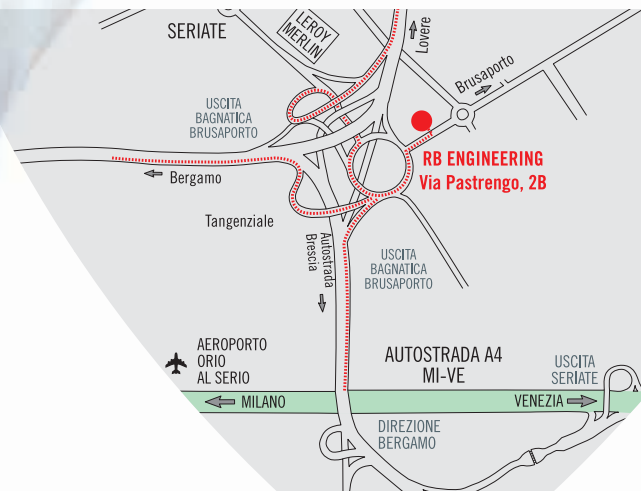 SERIATE
LEROY
MERLIN
Lovere
Brusaporto
USCITA
BAGNATICA
BRUSAPORTO
RB ENGINEERING
Via Pastrengo, 2B
Bergamo
Tangenziale
Autostrada
Brescia
USCITA
BAGNATICA
BRUSAPORTO
AEROPORTO
ORIO
AL SERIO
AUTOSTRADA A4
MI-VE
USCITA
SERIATE
MILANO
VENEZIA
DIREZIONE
BERGAMO